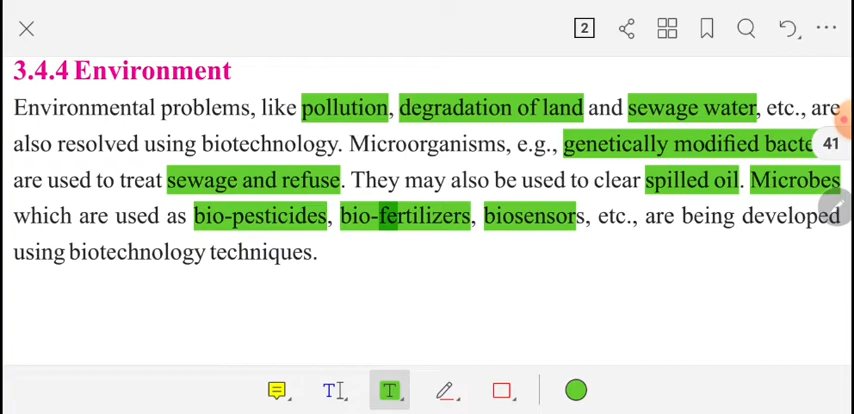 2
3.4.4 Environment
Environmental problems, like pollution, degradation of land and sewage water, etc., are
also resolved using biotechnology. Microorganisms, e.g., genetically modified bacte 41
are used to treat sewage and refuse. They may also be used to clear spilled oil. Microbes
which are used as bio-pesticides, bio-fertilizers, biosensors, etc., are being developed
using biotechnology techniques.
T T